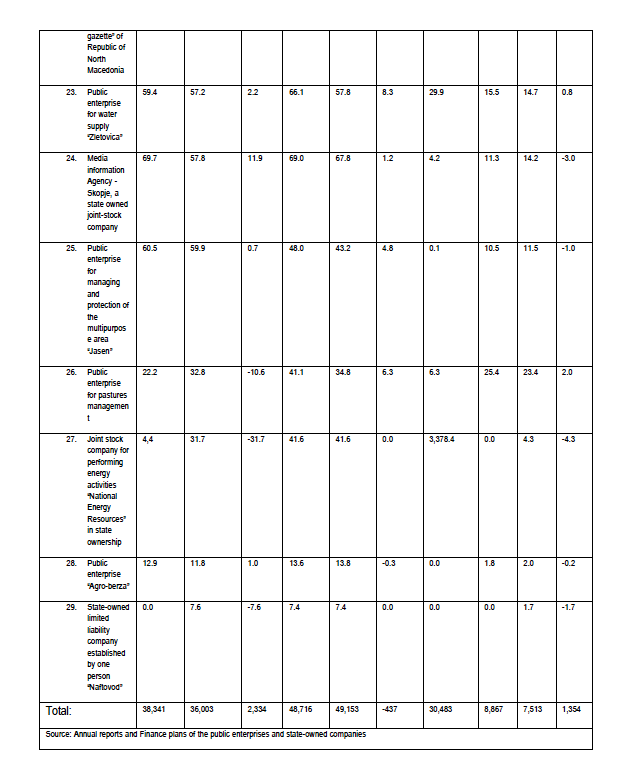 gazette" of
Republic of
North
Macedonia
23. Public 59.4 57.2 2.2 66.1 57.8 8.3 29.9 15.5 14.7 0.8
enterprise
for water
supply
"Zletovica"
24. Media 69.7 57.8 11.9 69.0 67.8 1.2 4.2 11.3 14.2 -3.0
information
Agency -
Skopje, a
state owned
joint-stock
company
25. Public 60.5 59.9 0.7 48.0 43.2 4.8 0.1 10.5 11.5 -1.0
enterprise
for
managing
and
protection of
the
multipurpos
e area
"Jasen"
26. Public 22.2 32.8 -10.6 41.1 34.8 6.3 6.3 25.4 23.4 2.0
enterprise
for pastures
managemen
t
27. Joint stock 4,4 31.7 -31.7 41.6 41.6 0.0 3,378.4 0.0 4.3 -4.3
company for
performing
energy
activities
"National
Energy
Resources"
in state
ownership
28. Public 12.9 11.8 1.0 13.6 13.8 -0.3 0.0 1.8 2.0 -0.2
enterprise
"Agro-berza"
29. State-owned 0.0 7.6 -7.6 7.4 7.4 0.0 0.0 0.0 1.7 -1.7
limited
liability
company
established
by one
person
"Naftovod"
Total: 38,341 36,003 2,334 48,716 49,153 -437 30,483 8,867 7,513 1,354
Source: Annual reports and Finance plans of the public enterprises and state-owned companies